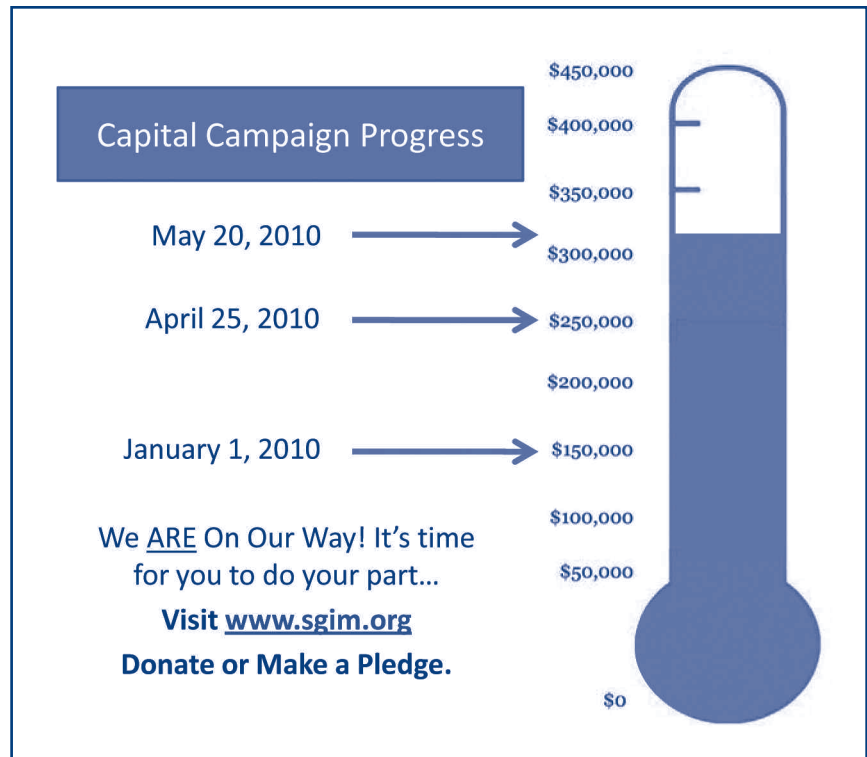 Capital Campaign Progress
May 20, 2010
April 25, 2010
January 1, 2010
We ARE On Our Way! It’s time
for you to do your part…
Visit www.sgim.org
Donate or Make a Pledge.
$450,000
$400,000
$350,000
$300,000
$250,000
$200,000
$150,000
$100,000
$50,000
$0